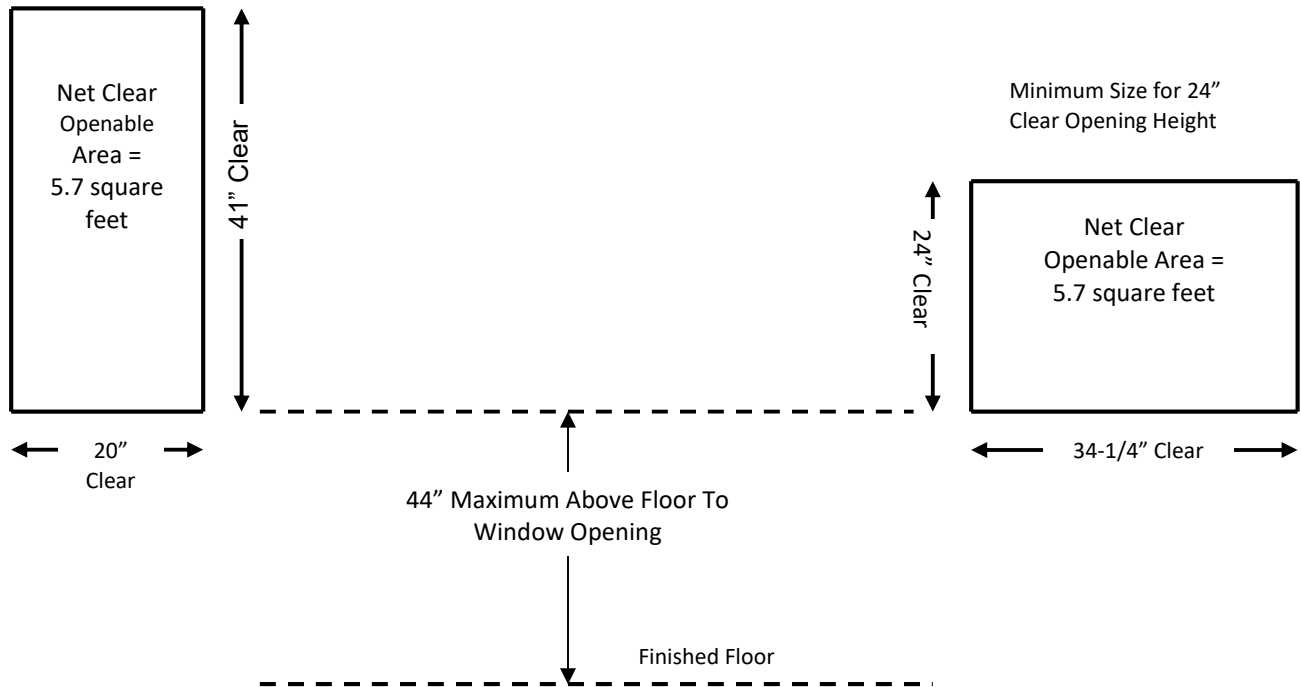 Net Clear
Openable
Area =
5.7 square
feet
41” Clear
20”
Clear
44” Maximum Above Floor To
Window Opening
Finished Floor
Minimum Size for 24”
Clear Opening Height
24” Clear
Net Clear
Openable Area =
5.7 square feet
34-1/4” Clear